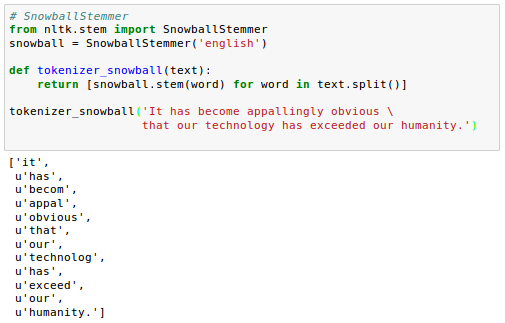 # SnowballStemmer
from nltk.stem import SnowballStemmer
snowball = SnowballStemmer('english')

def tokenizer_snowball(text):
    return [snowball.stem(word) for word in text.split()]

tokenizer_snowball('It has become appallingly obvious \
                    that our technology has exceeded our humanity.')

['it',
 u'has',
 u'becom',
 u'appal',
 u'obvious',
 u'that',
 u'our',
 u'technolog',
 u'has',
 u'exceed',
 u'our',
 u'humanity.']